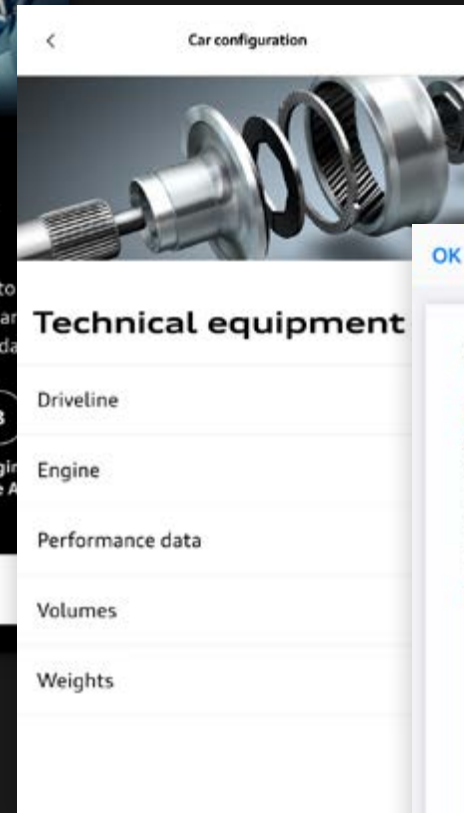 Car configuration
OK
Technical equipment
Driveline
Engine
Performance data
Volumes
Weights